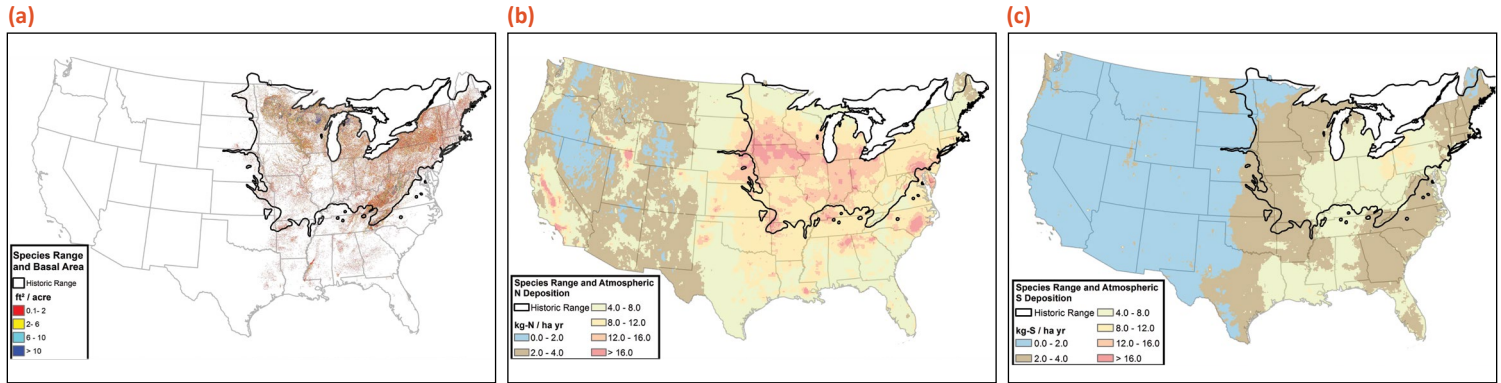 (a)
Species Range
and Basal Area
Historic Range
ft² / acre
0.1- 2
2- 6
6 - 10
> 10
(b)
Species Range and Atmospheric
N Deposition
Historic Range
kg-N / ha yr
0.0 - 2.0
2.0 - 4.0
4.0 - 8.0
8.0 - 12.0
12.0 - 16.0
> 16.0
(c)
Species Range and Atmospheric
S Deposition
Historic Range
kg-S / ha yr
0.0 - 2.0
2.0 - 4.0
4.0 - 8.0
8.0 - 12.0
12.0 - 16.0
> 16.0